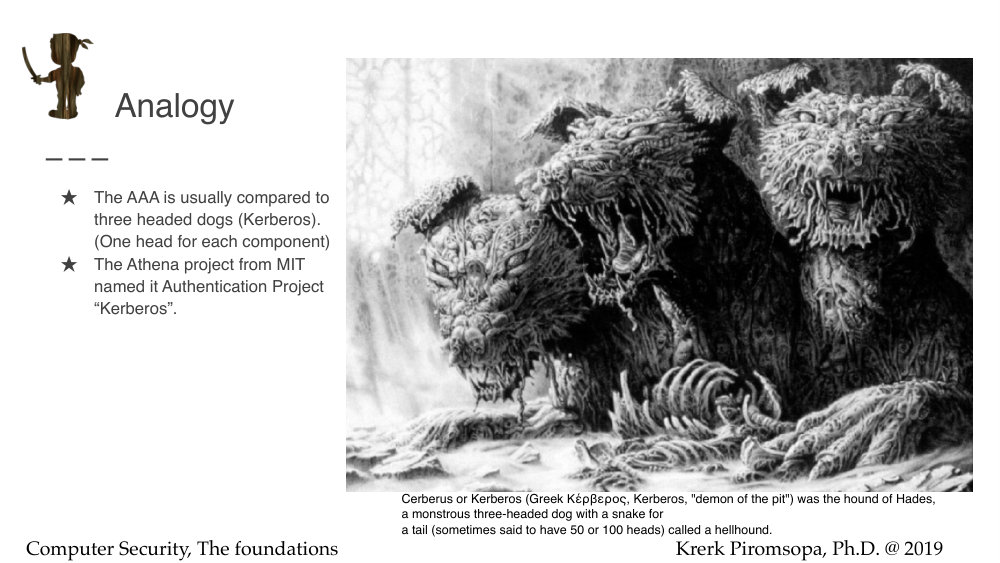 Analogy
★ The AAA is usually compared to
three headed dogs (Kerberos).
(One head for each component)
★ The Athena project from MIT
named it Authentication Project
“Kerberos”.
Cerberus or Kerberos (Greek Κέρβερος, Kerberos, "demon of the pit") was the hound of Hades,
a monstrous three-headed dog with a snake for
a tail (sometimes said to have 50 or 100 heads) called a hellhound.
Computer Security, The foundations
Krerk Piromsopa, Ph.D. @ 2019